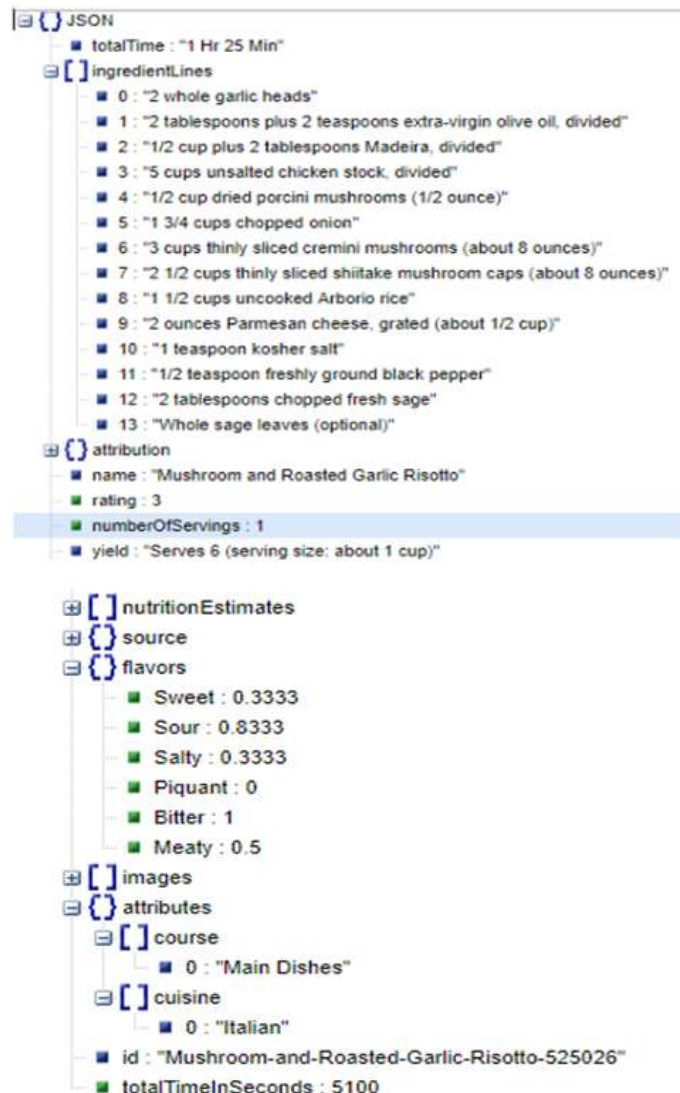 {} JSON
totalTime : "1 Hr 25 Min"
[] ingredientLines
0 : "2 whole garlic heads"
1 : "2 tablespoons plus 2 teaspoons extra-virgin olive oil, divided"
2 : "1/2 cup plus 2 tablespoons Madeira, divided"
3 : "5 cups unsalted chicken stock, divided"
4 : "1/2 cup dried porcini mushrooms (1/2 ounce)"
5 : "1 3/4 cups chopped onion"
6 : "3 cups thinly sliced cremini mushrooms (about 8 ounces)"
7 : "2 1/2 cups thinly sliced shiitake mushroom caps (about 8 ounces)"
8 : "1 1/2 cups uncooked Arborio rice"
9 : "2 ounces Parmesan cheese, grated (about 1/2 cup)"
10 : "1 teaspoon kosher salt"
11 : "1/2 teaspoon freshly ground black pepper"
12 : "2 tablespoons chopped fresh sage"
13 : "Whole sage leaves (optional)"
{} attribution
name : "Mushroom and Roasted Garlic Risotto"
rating : 3
numberOfServings : 1
yield : "Serves 6 (serving size: about 1 cup)"
[] nutritionEstimates
{} source
{} flavors
Sweet : 0.3333
Sour : 0.8333
Salty : 0.3333
Piquant : 0
Bitter : 1
Meaty : 0.5
[] images
{} attributes
[] course
0 : "Main Dishes"
[] cuisine
0 : "Italian"
id : "Mushroom-and-Roasted-Garlic-Risotto-525026"
totalTimeInSeconds : 5100